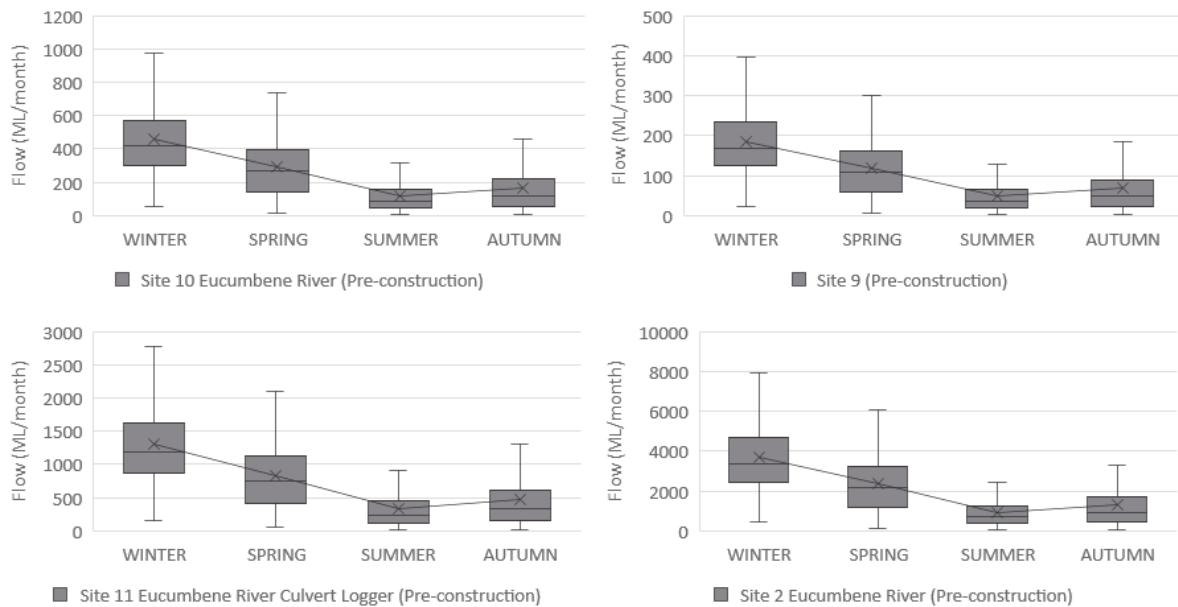 Flow (ML/month)
1200
1000
800
600
400
200
0
WINTER SPRING SUMMER AUTUMN
Site 10 Eucumbene River (Pre-construction)
Flow (ML/month)
500
400
300
200
100
0
WINTER SPRING SUMMER AUTUMN
Site 9 (Pre-construction)
Flow (ML/month)
3000
2500
2000
1500
1000
500
0
WINTER SPRING SUMMER AUTUMN
Site 11 Eucumbene River Culvert Logger (Pre-construction)
Flow (ML/month)
10000
8000
6000
4000
2000
0
WINTER SPRING SUMMER AUTUMN
Site 2 Eucumbene River (Pre-construction)